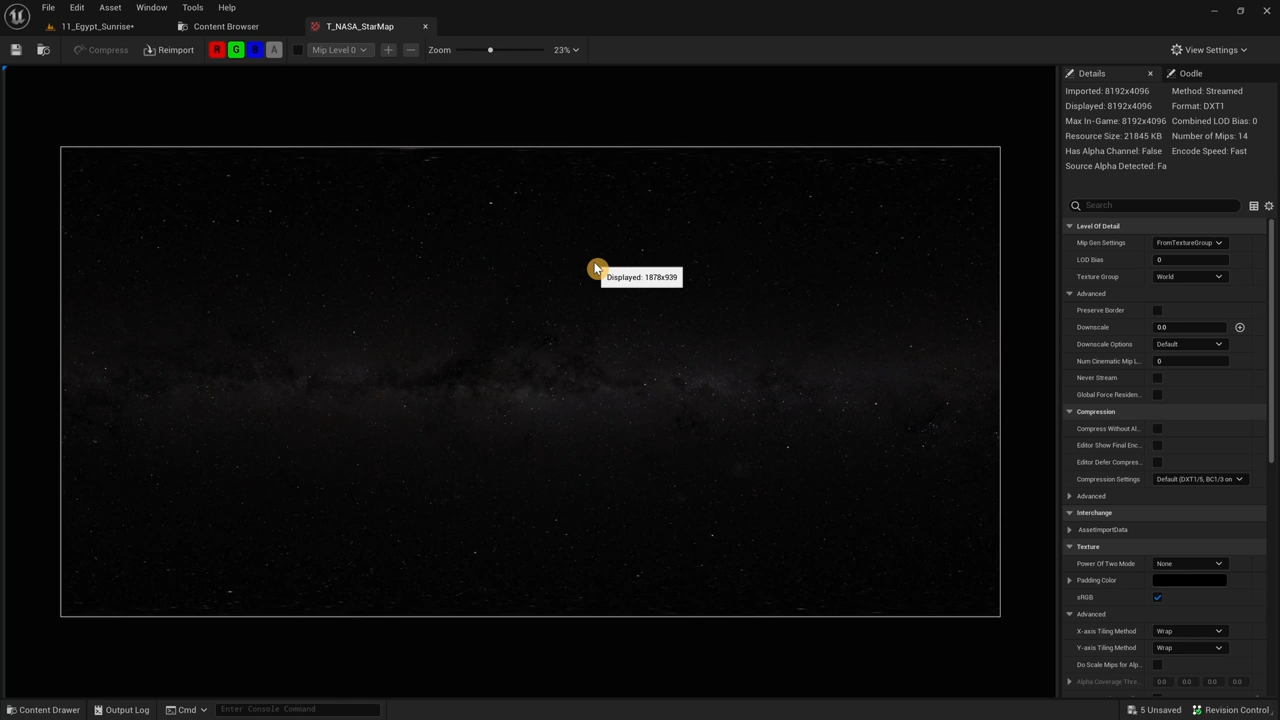 File Edit Asset Window Tools Help
11_Egypt_Sunrise* Content Browser T_NASA_StarMap
Compress Reimport R G B A Mip Level 0 Zoom 23% View Settings
Details Oodle
Imported: 8192x4096 Method: Streamed
Displayed: 8192x4096 Format: DXT1
Max In-Game: 8192x4096 Combined LOD Bias: 0
Resource Size: 21845 KB Number of Mips: 14
Has Alpha Channel: False Encode Speed: Fast
Source Alpha Detected: Fa
Search
Level Of Detail
Mip Gen Settings FromTextureGroup
LOD Bias 0
Texture Group World
Advanced
Preserve Border
Downscale 0.0
Downscale Options Default
Num Cinematic Mip L... 0
Never Stream
Global Force Residen...
Compression
Compress Without Al...
Editor Show Final Enc...
Editor Defer Compres...
Compression Settings Default (DXT1/5, BC1/3 on
Advanced
Interchange
AssetImportData
Texture
Power Of Two Mode None
Padding Color
sRGB
Advanced
X-axis Tiling Method Wrap
Y-axis Tiling Method Wrap
Do Scale Mips for Alp...
Alpha Coverage Thre... 0.0 0.0 0.0 0.0
Displayed: 1878x939
Content Drawer Output Log Cmd Enter Console Command 5 Unsaved Revision Control